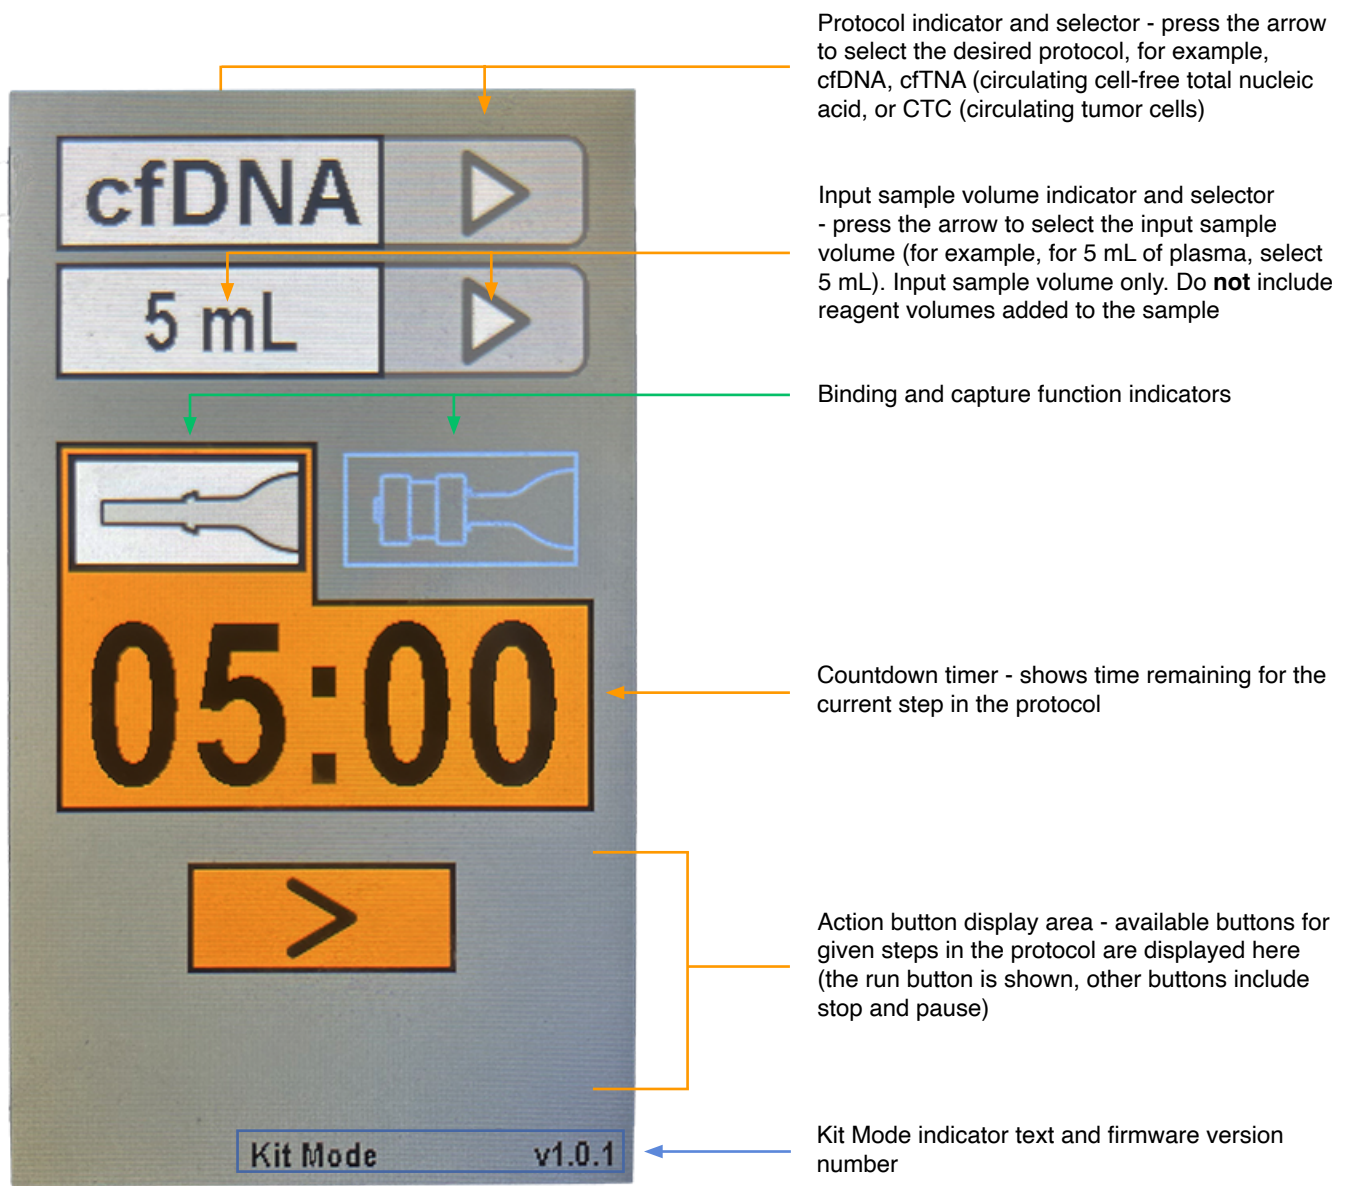 Protocol indicator and selector - press the arrow
to select the desired protocol, for example,
cfDNA, cfTNA (circulating cell-free total nucleic
acid, or CTC (circulating tumor cells)
cfDNA
Input sample volume indicator and selector
- press the arrow to select the input sample
volume (for example, for 5 mL of plasma, select
5 mL). Input sample volume only. Do not include
reagent volumes added to the sample
5 mL
Binding and capture function indicators
05:00
Countdown timer - shows time remaining for the
current step in the protocol
>
Action button display area - available buttons for
given steps in the protocol are displayed here
(the run button is shown, other buttons include
stop and pause)
Kit Mode v1.0.1
Kit Mode indicator text and firmware version
number